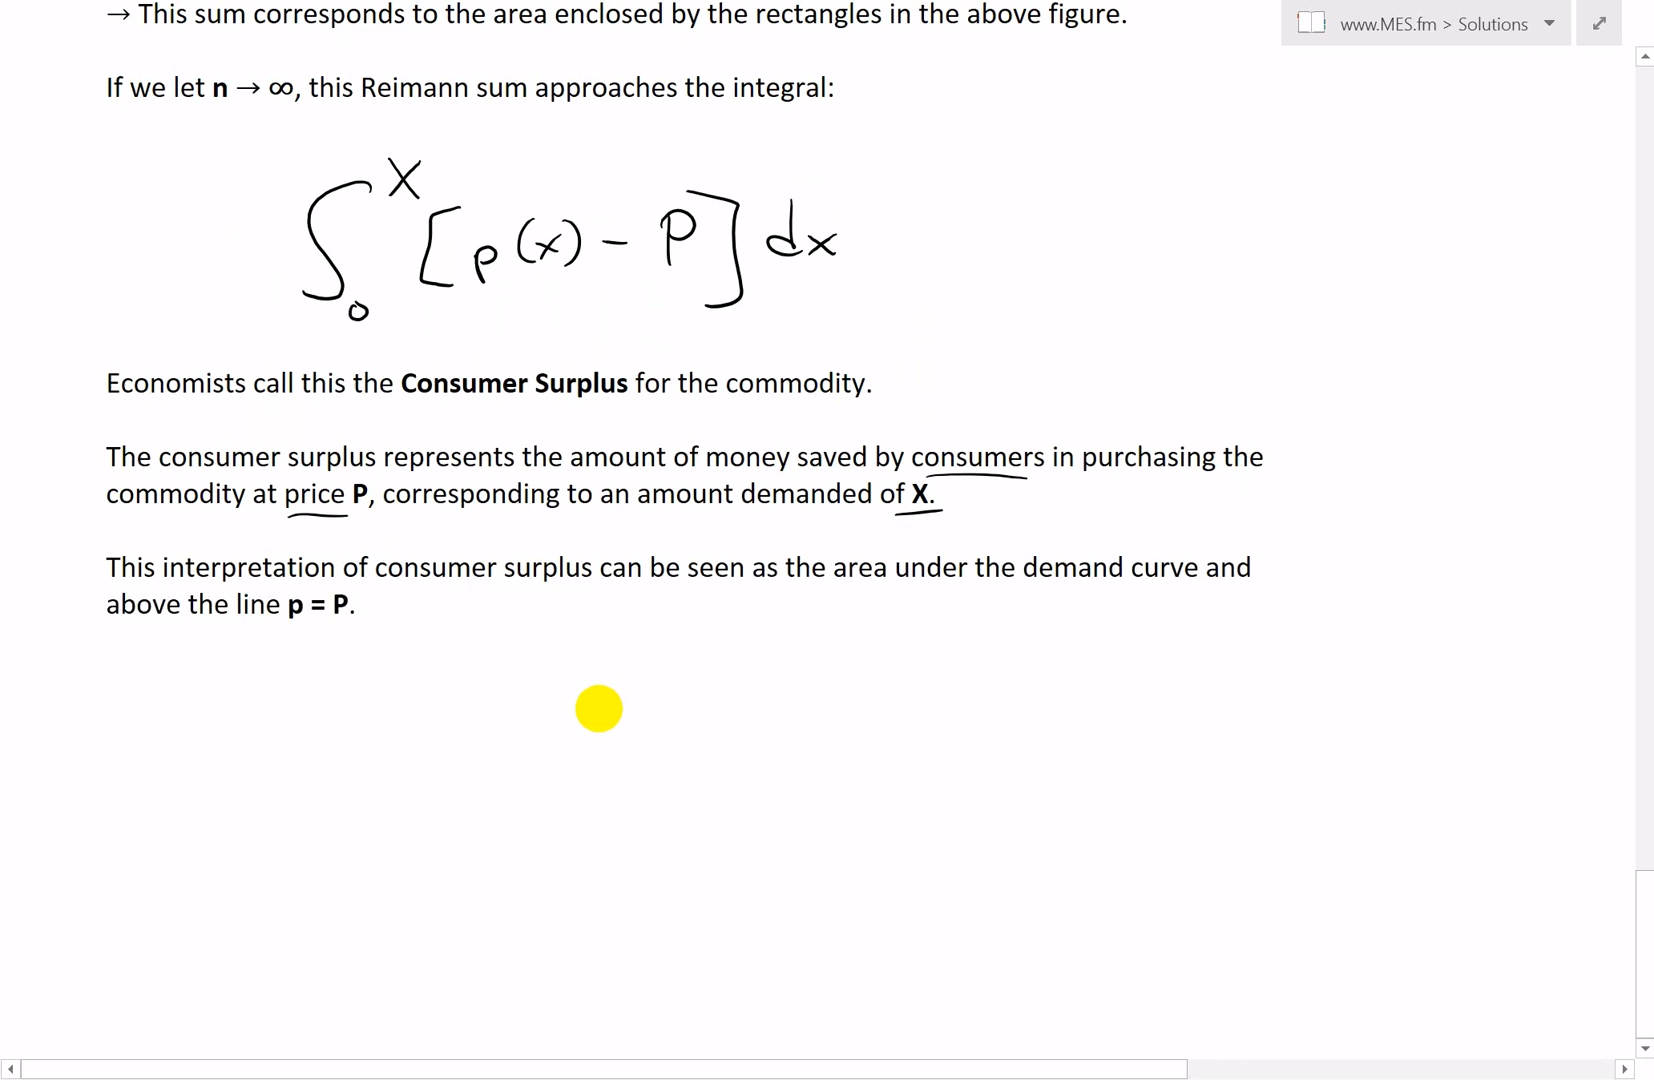 → This sum corresponds to the area enclosed by the rectangles in the above figure.
www.MES.fm > Solutions
If we let n → ∞, this Reimann sum approaches the integral:
∫₀ˣ [p(x) - P] dx
Economists call this the Consumer Surplus for the commodity.
The consumer surplus represents the amount of money saved by consumers in purchasing the
commodity at price P, corresponding to an amount demanded of X.
This interpretation of consumer surplus can be seen as the area under the demand curve and
above the line p = P.